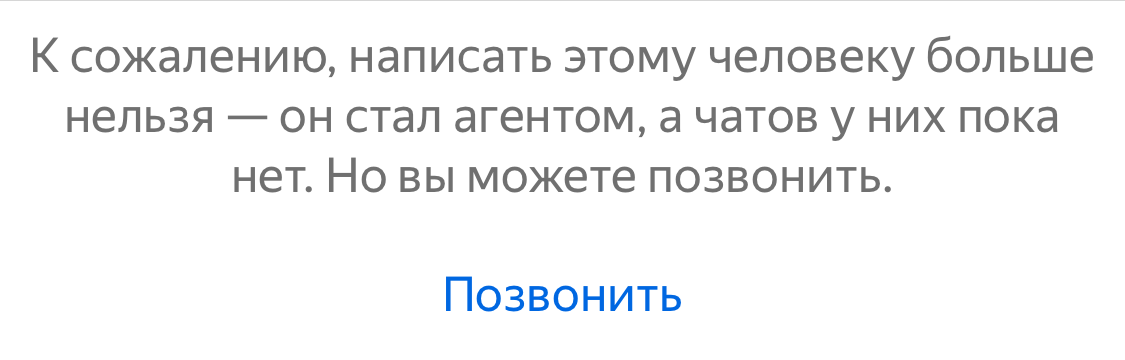 К сожалению, написать этому человеку больше
нельзя — он стал агентом, а чатов у них пока
нет. Но вы можете позвонить.
Позвонить